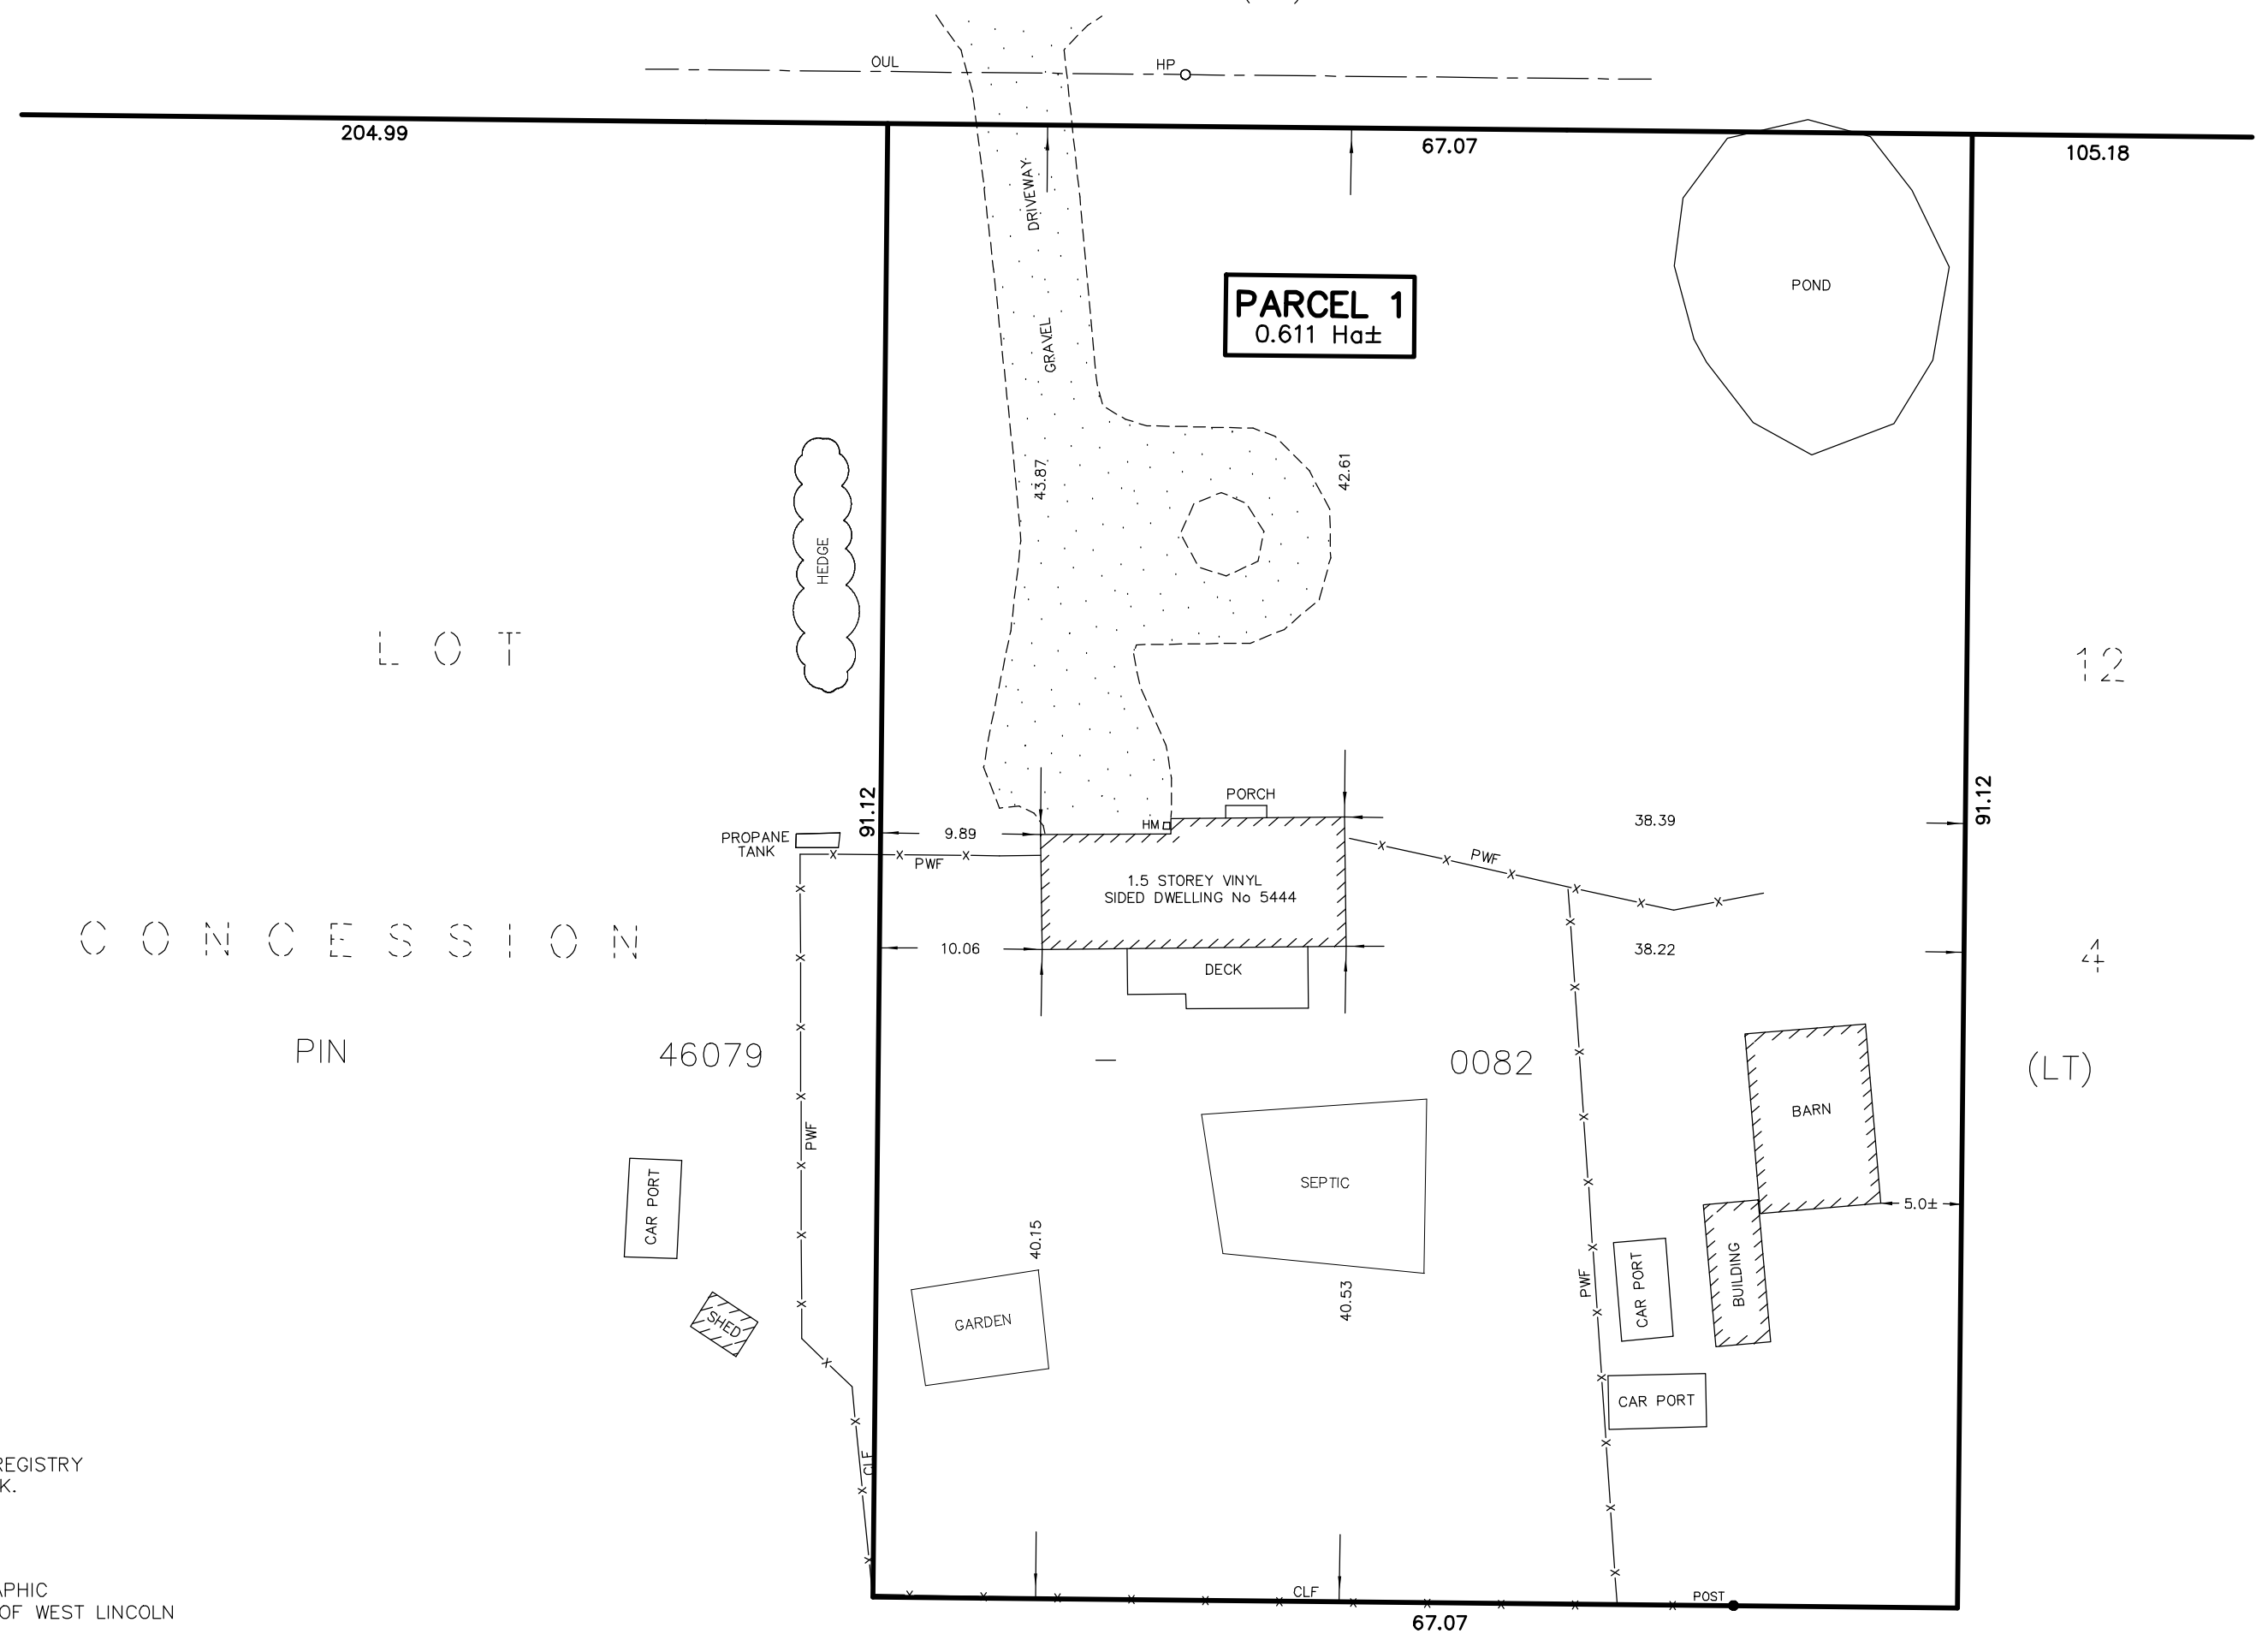 OUL
HP
204.99
67.07
105.18
DRIVEWAY
GRAVEL
PARCEL 1
0.611 Ha±
POND
43.87
42.61
HEDGE
LOT
12
91.12
91.12
PORCH
HM
PROPANE
TANK
9.89
38.39
PWF
PWF
1.5 STOREY VINYL
SIDED DWELLING No 5444
10.06
38.22
DECK
CONCESSION
4
PIN 46079 – 0082 (LT)
BARN
PWF
SEPTIC
CAR PORT
5.0±
40.15
40.53
PWF
CAR PORT
BUILDING
SHED
GARDEN
CAR PORT
CLF
REGISTRY
K.
CLF
POST
APHIC
OF WEST LINCOLN
67.07